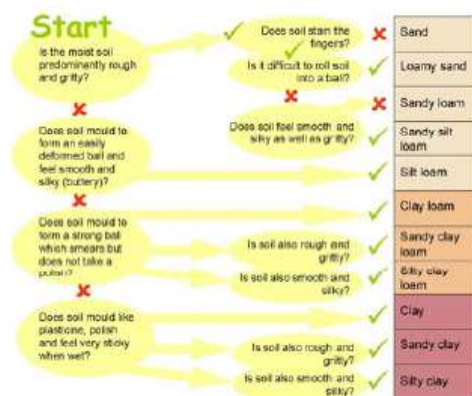 Start
Is the moist soil
predominantly rough
and gritty?
Does soil stain the
fingers?
Sand
Is it difficult to roll soil
into a ball?
Loamy sand
Sandy loam
Does soil mould to
form an easily
deformed ball and
feel smooth and
silky (buttery)?
Does soil feel smooth and
silky as well as gritty?
Sandy silt
loam
Silt loam
Does soil mould to
form a strong ball
which smears but
does not take a
polish?
Clay loam
Is soil also rough and
gritty?
Sandy clay
loam
Is soil also smooth and
silky?
Silty clay
loam
Does soil mould like
plasticine, polish
and feel very sticky
when wet?
Clay
Is soil also rough and
gritty?
Sandy clay
Is soil also smooth and
silky?
Silty clay